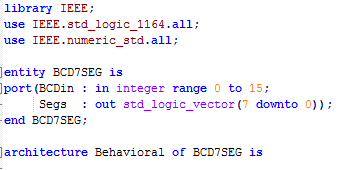 library IEEE;
use IEEE.std_logic_1164.all;
use IEEE.numeric_std.all;
entity BCD7SEG is
port(BCDin : in integer range 0 to 15;
Segs : out std_logic_vector(7 downto 0));
end BCD7SEG;
architecture Behavioral of BCD7SEG is